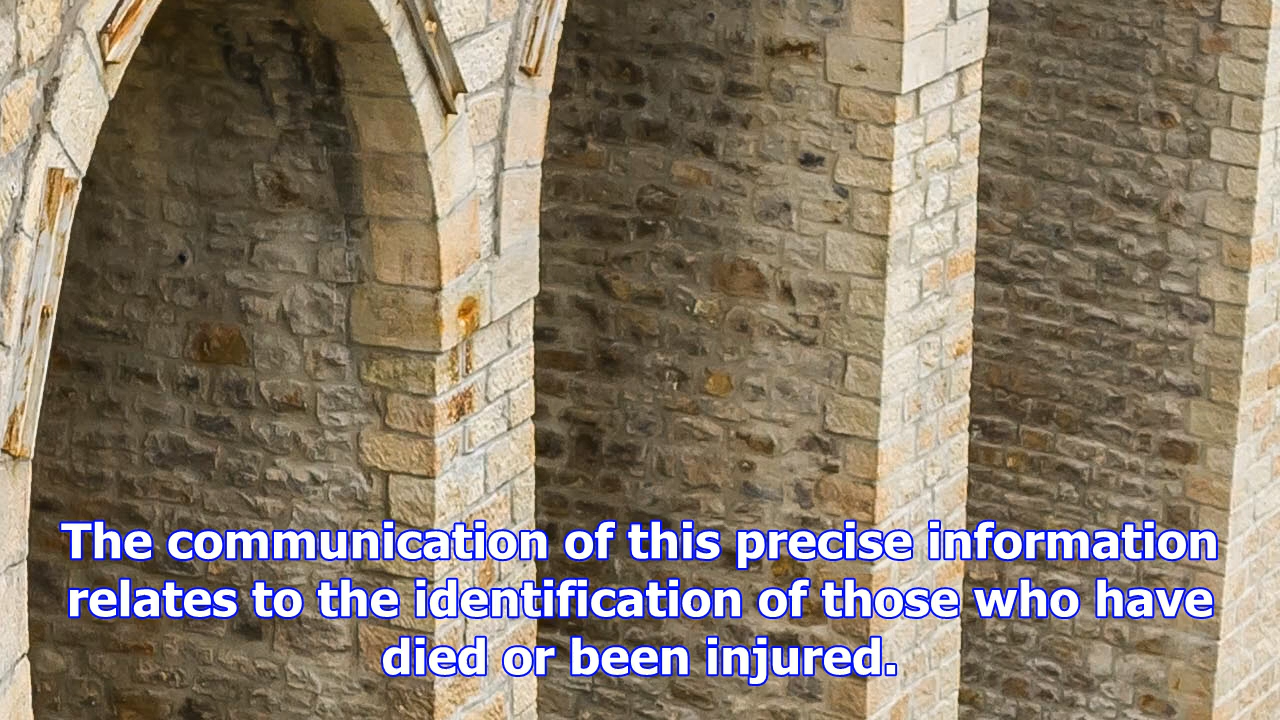 The communication of this precise information
relates to the identification of those who have
died or been injured.